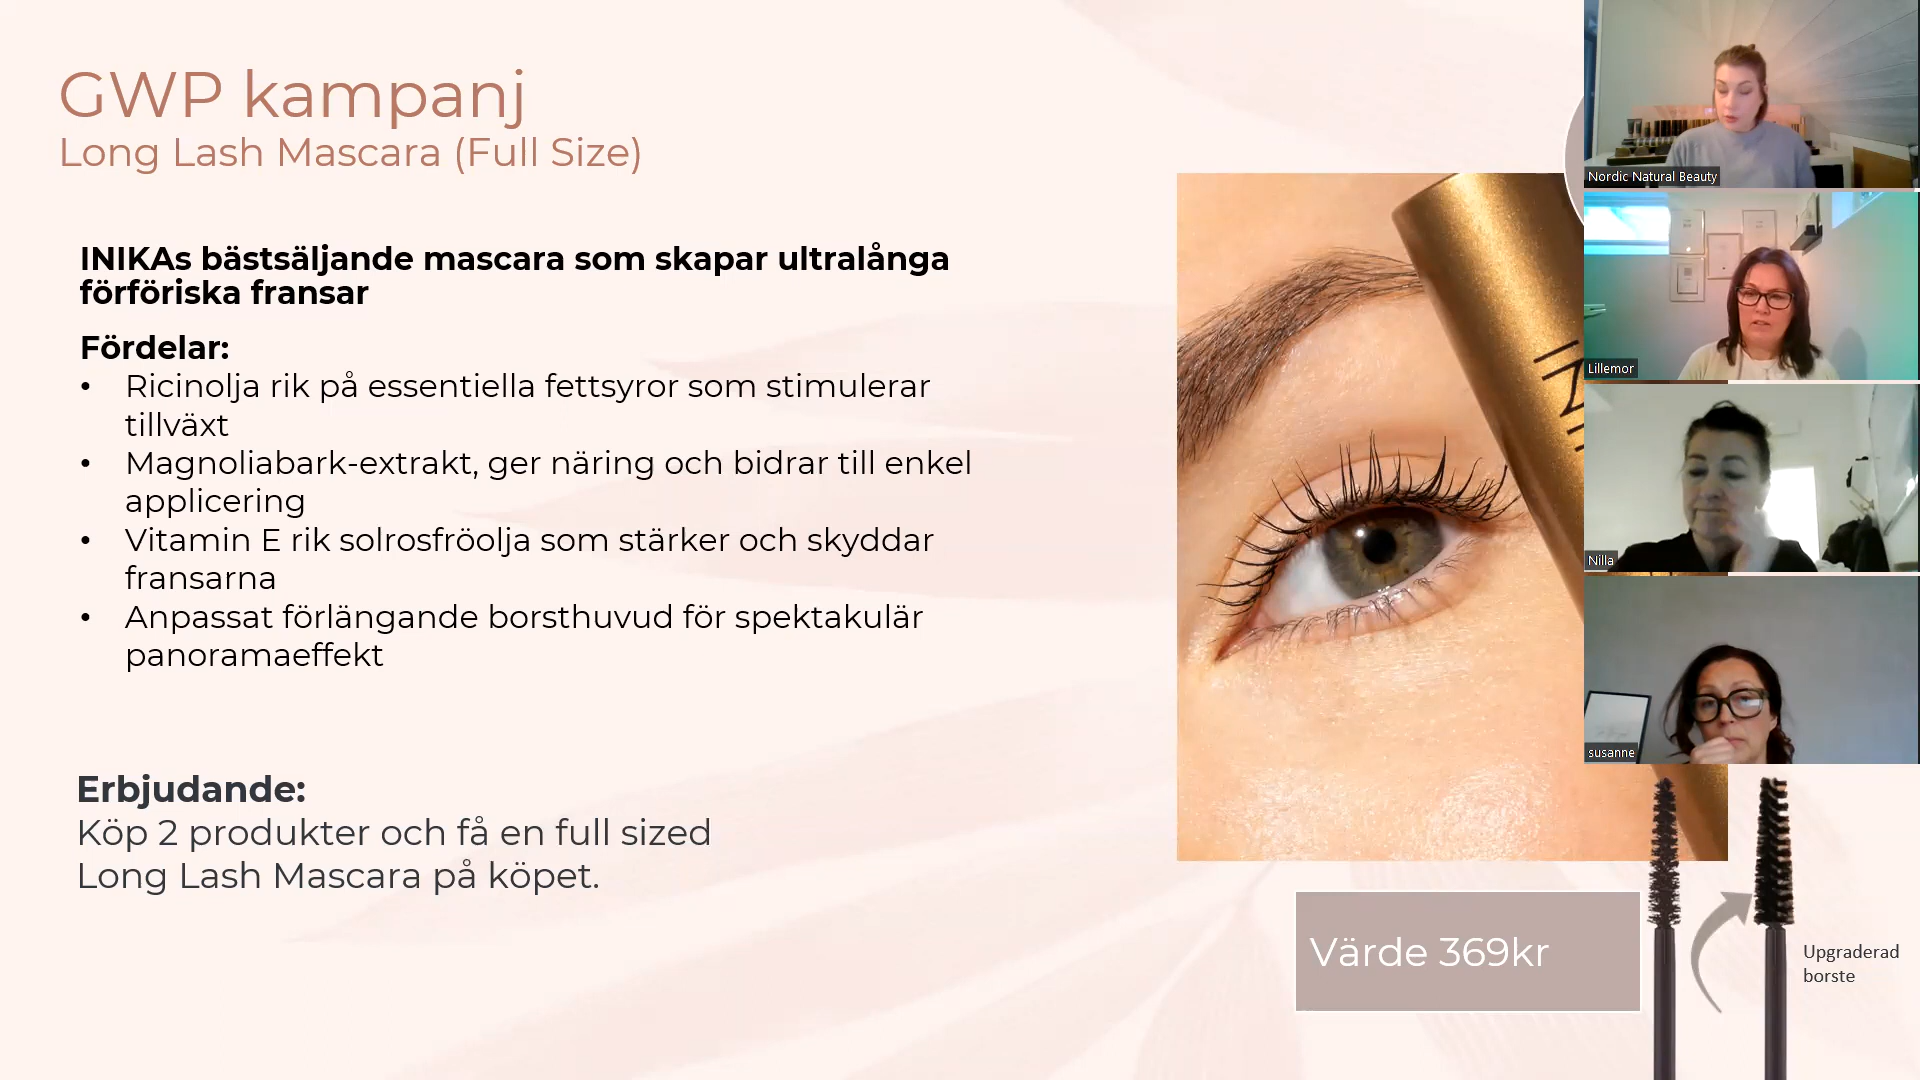 GWP kampanj
Long Lash Mascara (Full Size)
INIKAs bästsäljande mascara som skapar ultralånga
förföriska fransar
Fördelar:
• Ricinolja rik på essentiella fettsyror som stimulerar
tillväxt
• Magnoliabark-extrakt, ger näring och bidrar till enkel
applicering
• Vitamin E rik solrosfröolja som stärker och skyddar
fransarna
• Anpassat förlängande borsthuvud för spektakulär
panoramaeffekt
Erbjudande:
Köp 2 produkter och få en full sized
Long Lash Mascara på köpet.
Värde 369kr
Upgraderad
borste
Nordic Natural Beauty
Lillemor
Nilla
susanne